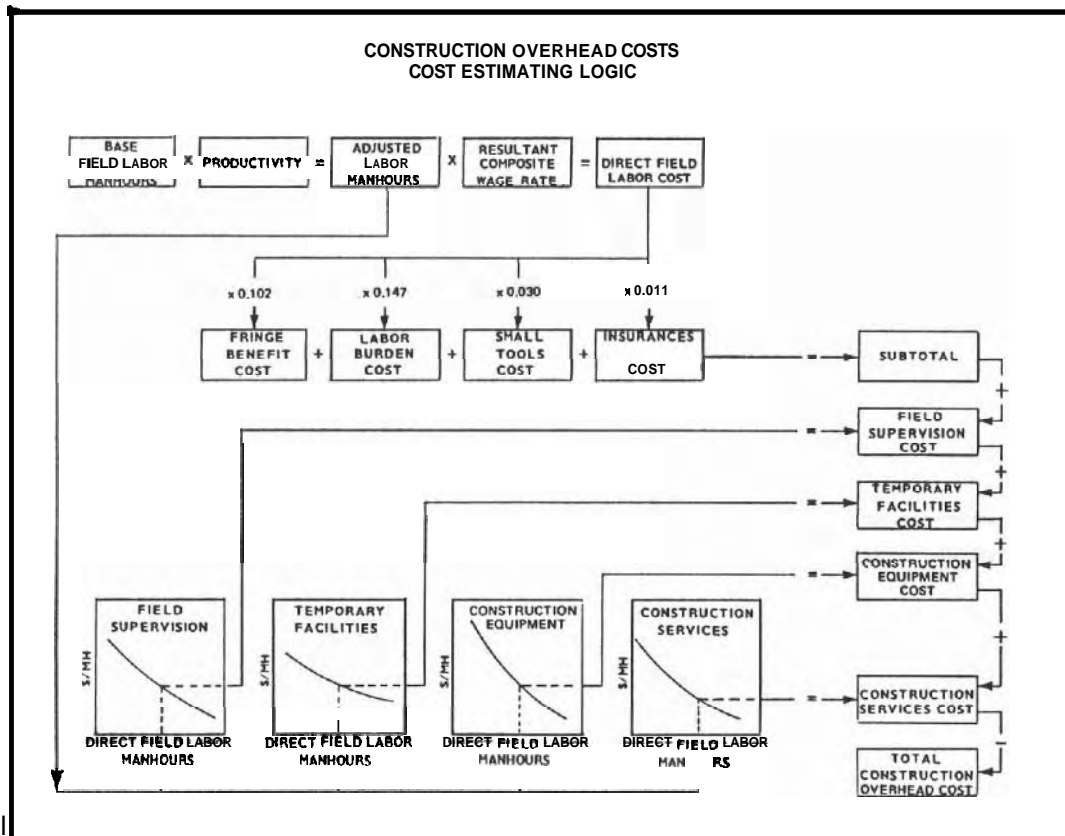 CONSTRUCTION OVERHEAD COSTS
COST ESTIMATING LOGIC
BASE
FIELD LABOR
MANHOURS
X
PRODUCTIVITY
=
ADJUSTED
LABOR
MANHOURS
X
RESULTANT
COMPOSITE
WAGE RATE
=
DIRECT FIELD
LABOR COST
x 0.102
x 0.147
x 0.030
x 0.011
FRINGE
BENEFIT
COST
+
LABOR
BURDEN
COST
+
SMALL
TOOLS
COST
+
INSURANCES
COST
=
SUBTOTAL
+
=
FIELD
SUPERVISION
COST
+
=
TEMPORARY
FACILITIES
COST
+
=
CONSTRUCTION
EQUIPMENT
COST
+
FIELD
SUPERVISION
$/MH
DIRECT FIELD LABOR
MANHOURS
TEMPORARY
FACILITIES
$/MH
DIRECT FIELD LABOR
MANHOURS
CONSTRUCTION
EQUIPMENT
$/MH
DIRECT FIELD LABOR
MANHOURS
CONSTRUCTION
SERVICES
$/MH
DIRECT FIELD LABOR
MAN RS
=
CONSTRUCTION
SERVICES COST
=
TOTAL
CONSTRUCTION
OVERHEAD COST